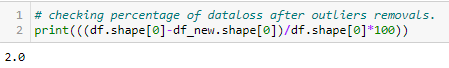 1 # checking percentage of dataloss after outliers removals.
2 print(((df.shape[0]-df_new.shape[0])/df.shape[0]*100))
2.0